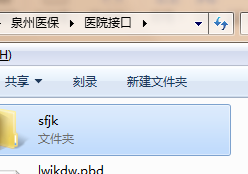 泉州医保 ▸ 医院接口 ▸
H)
共享 刻录 新建文件夹
sfjk
文件夹
lwjkdw.pbd